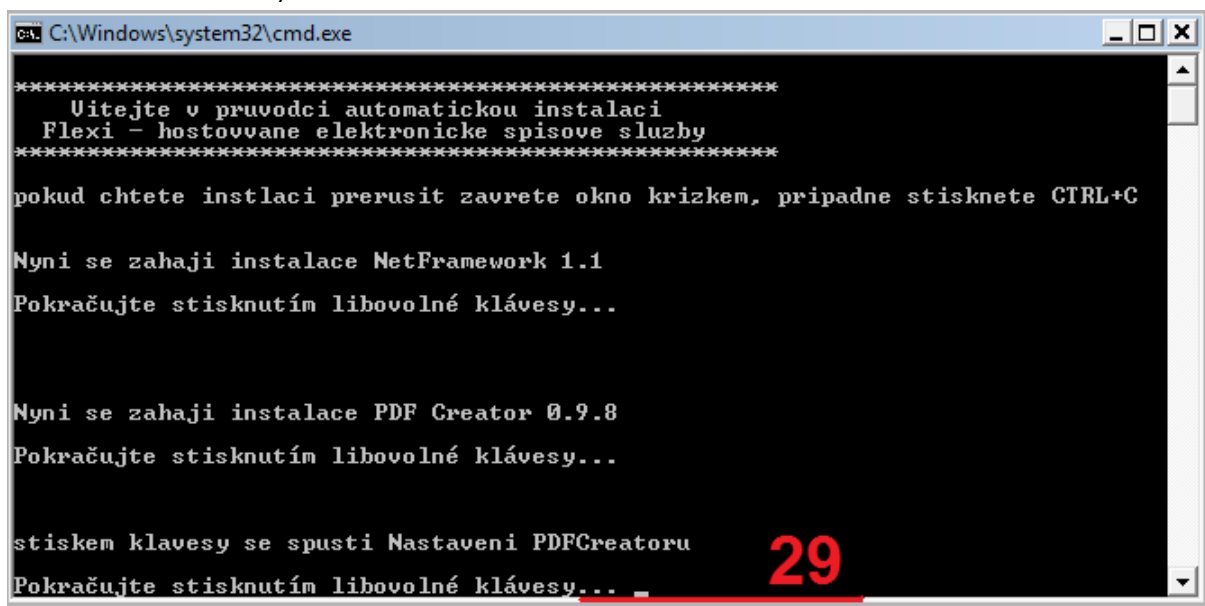 C:\Windows\system32\cmd.exe
*****************************************************
Vitejte v pruvodci automatickou instalaci
Flexi - hostovvane elektronicke spisove sluzby
*****************************************************
pokud chtete instlaci prerusit zavrete okno krizkem, pripadne stisknete CTRL+C
Nyni se zahaji instalace NetFramework 1.1
Pokračujte stisknutím libovolné klávesy...
Nyni se zahaji instalace PDF Creator 0.9.8
Pokračujte stisknutím libovolné klávesy...
stiskem klavesy se spusti Nastaveni PDFCreatoru
29
Pokračujte stisknutím libovolné klávesy... _